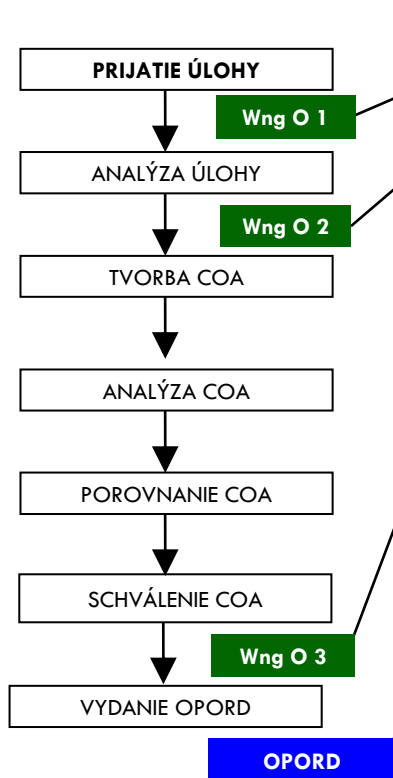 PRIJATIE ÚLOHY
Wng O 1
ANALÝZA ÚLOHY
Wng O 2
TVORBA COA
ANALÝZA COA
POROVNANIE COA
SCHVÁLENIE COA
Wng O 3
VYDANIE OPORD
OPORD